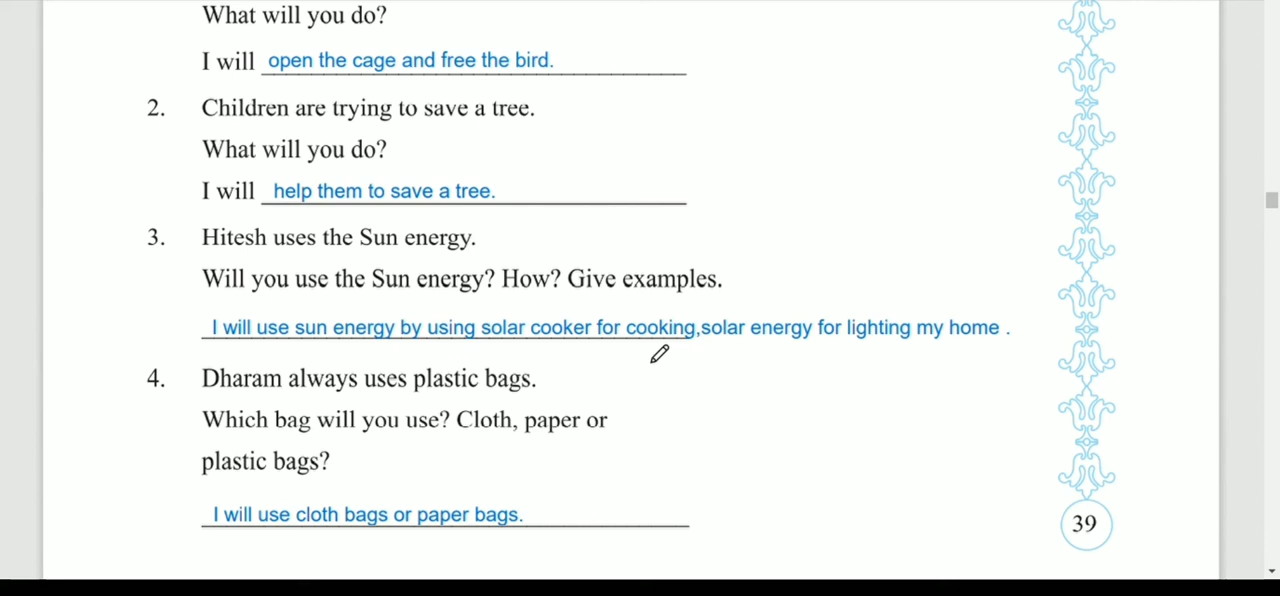 What will you do?
I will open the cage and free the bird.
2. Children are trying to save a tree.
What will you do?
I will help them to save a tree.
3. Hitesh uses the Sun energy.
Will you use the Sun energy? How? Give examples.
I will use sun energy by using solar cooker for cooking,solar energy for lighting my home .
4. Dharam always uses plastic bags.
Which bag will you use? Cloth, paper or
plastic bags?
I will use cloth bags or paper bags.
39